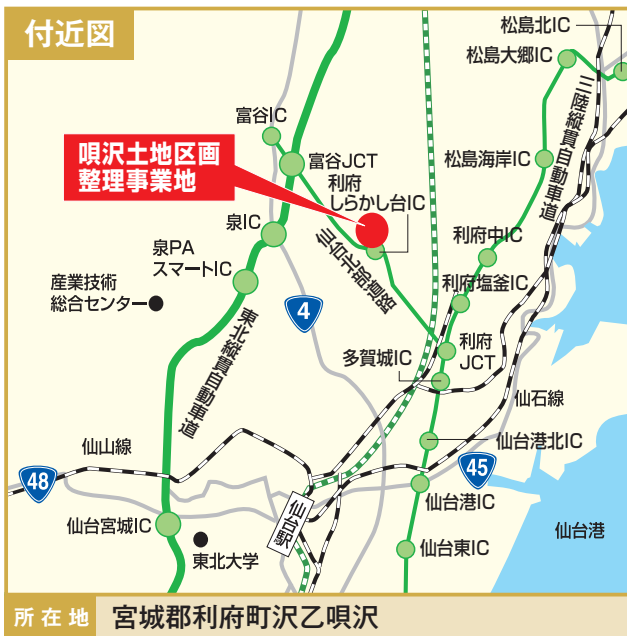 付近図
松島北IC
松島大郷IC
三陸縦貫自動車道
富谷IC
唄沢土地区画
整理事業地
富谷JCT
松島海岸IC
利府
しらかし台IC
泉IC
利府中IC
仙台北部道路
泉PA
スマートIC
産業技術
総合センター
利府塩釜IC
4
東北縦貫自動車道
利府
JCT
多賀城IC
仙石線
仙台港北IC
仙山線
48
45
仙台港IC
仙台駅
仙台宮城IC
仙台港
東北大学
仙台東IC
所在地
宮城郡利府町沢乙唄沢